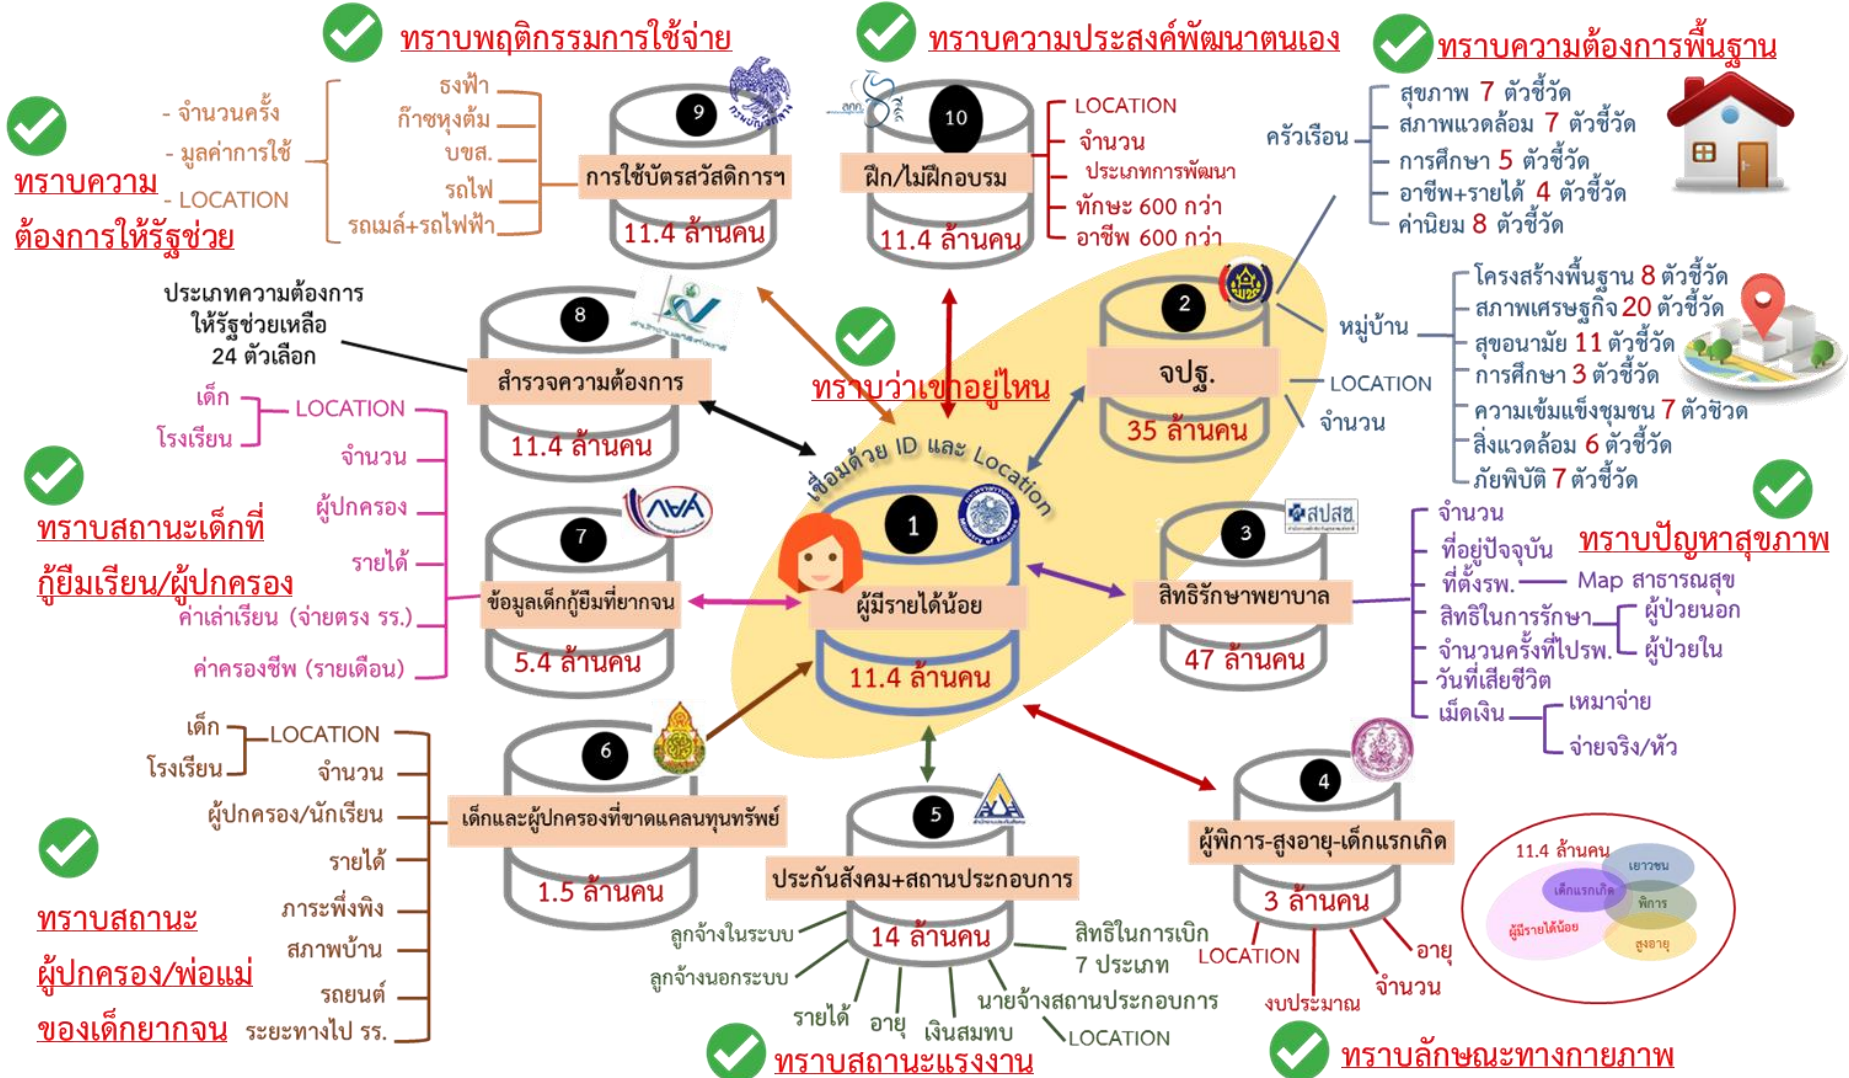 ทราบพฤติกรรมการใช้จ่าย
ทราบความประสงค์พัฒนาตนเอง
ทราบความต้องการพื้นฐาน
ทราบความ
ต้องการให้รัฐช่วย
- จำนวนครั้ง
- มูลค่าการใช้
- LOCATION
ธงฟ้า
ก๊าซหุงต้ม
บขส.
รถไฟ
รถเมล์+รถไฟฟ้า
9
กรมบัญชีกลาง
การใช้บัตรสวัสดิการฯ
11.4 ล้านคน
10
ฝึก/ไม่ฝึกอบรม
11.4 ล้านคน
LOCATION
จำนวน
ประเภทการพัฒนา
ทักษะ 600 กว่า
อาชีพ 600 กว่า
ครัวเรือน
สุขภาพ 7 ตัวชี้วัด
สภาพแวดล้อม 7 ตัวชี้วัด
การศึกษา 5 ตัวชี้วัด
อาชีพ+รายได้ 4 ตัวชี้วัด
ค่านิยม 8 ตัวชี้วัด
หมู่บ้าน
โครงสร้างพื้นฐาน 8 ตัวชี้วัด
สภาพเศรษฐกิจ 20 ตัวชี้วัด
สุขอนามัย 11 ตัวชี้วัด
การศึกษา 3 ตัวชี้วัด
ความเข้มแข็งชุมชน 7 ตัวชี้วัด
สิ่งแวดล้อม 6 ตัวชี้วัด
ภัยพิบัติ 7 ตัวชี้วัด
LOCATION
จำนวน
2
จปฐ.
35 ล้านคน
ประเภทความต้องการ
ให้รัฐช่วยเหลือ
24 ตัวเลือก
8
สำนักงานสถิติแห่งชาติ
สำรวจความต้องการ
11.4 ล้านคน
ทราบว่าเขาอยู่ไหน
เชื่อมด้วย ID และ Location
1
กระทรวงการคลัง
Ministry of Finance
ผู้มีรายได้น้อย
11.4 ล้านคน
ทราบสถานะเด็กที่
กู้ยืมเรียน/ผู้ปกครอง
เด็ก
โรงเรียน
LOCATION
จำนวน
ผู้ปกครอง
รายได้
ค่าเล่าเรียน (จ่ายตรง รร.)
ค่าครองชีพ (รายเดือน)
7
กยศ
ข้อมูลเด็กกู้ยืมที่ยากจน
5.4 ล้านคน
3
สปสช.
สิทธิรักษาพยาบาล
47 ล้านคน
ทราบปัญหาสุขภาพ
จำนวน
ที่อยู่ปัจจุบัน
ที่ตั้งรพ.
Map สาธารณสุข
สิทธิในการรักษา
ผู้ป่วยนอก
จำนวนครั้งที่ไปรพ.
ผู้ป่วยใน
วันที่เสียชีวิต
เม็ดเงิน
เหมาจ่าย
จ่ายจริง/หัว
ทราบสถานะ
ผู้ปกครอง/พ่อแม่
ของเด็กยากจน
เด็ก
โรงเรียน
LOCATION
จำนวน
ผู้ปกครอง/นักเรียน
รายได้
ภาระพึ่งพิง
สภาพบ้าน
รถยนต์
ระยะทางไป รร.
6
เด็กและผู้ปกครองที่ขาดแคลนทุนทรัพย์
1.5 ล้านคน
5
ประกันสังคม+สถานประกอบการ
14 ล้านคน
ลูกจ้างในระบบ
ลูกจ้างนอกระบบ
รายได้
อายุ
เงินสมทบ
นายจ้างสถานประกอบการ
LOCATION
สิทธิในการเบิก
7 ประเภท
ทราบสถานะแรงงาน
4
ผู้พิการ-สูงอายุ-เด็กแรกเกิด
3 ล้านคน
LOCATION
งบประมาณ
จำนวน
อายุ
ทราบลักษณะทางกายภาพ
11.4 ล้านคน
เยาวชน
เด็กแรกเกิด
พิการ
ผู้มีรายได้น้อย
สูงอายุ